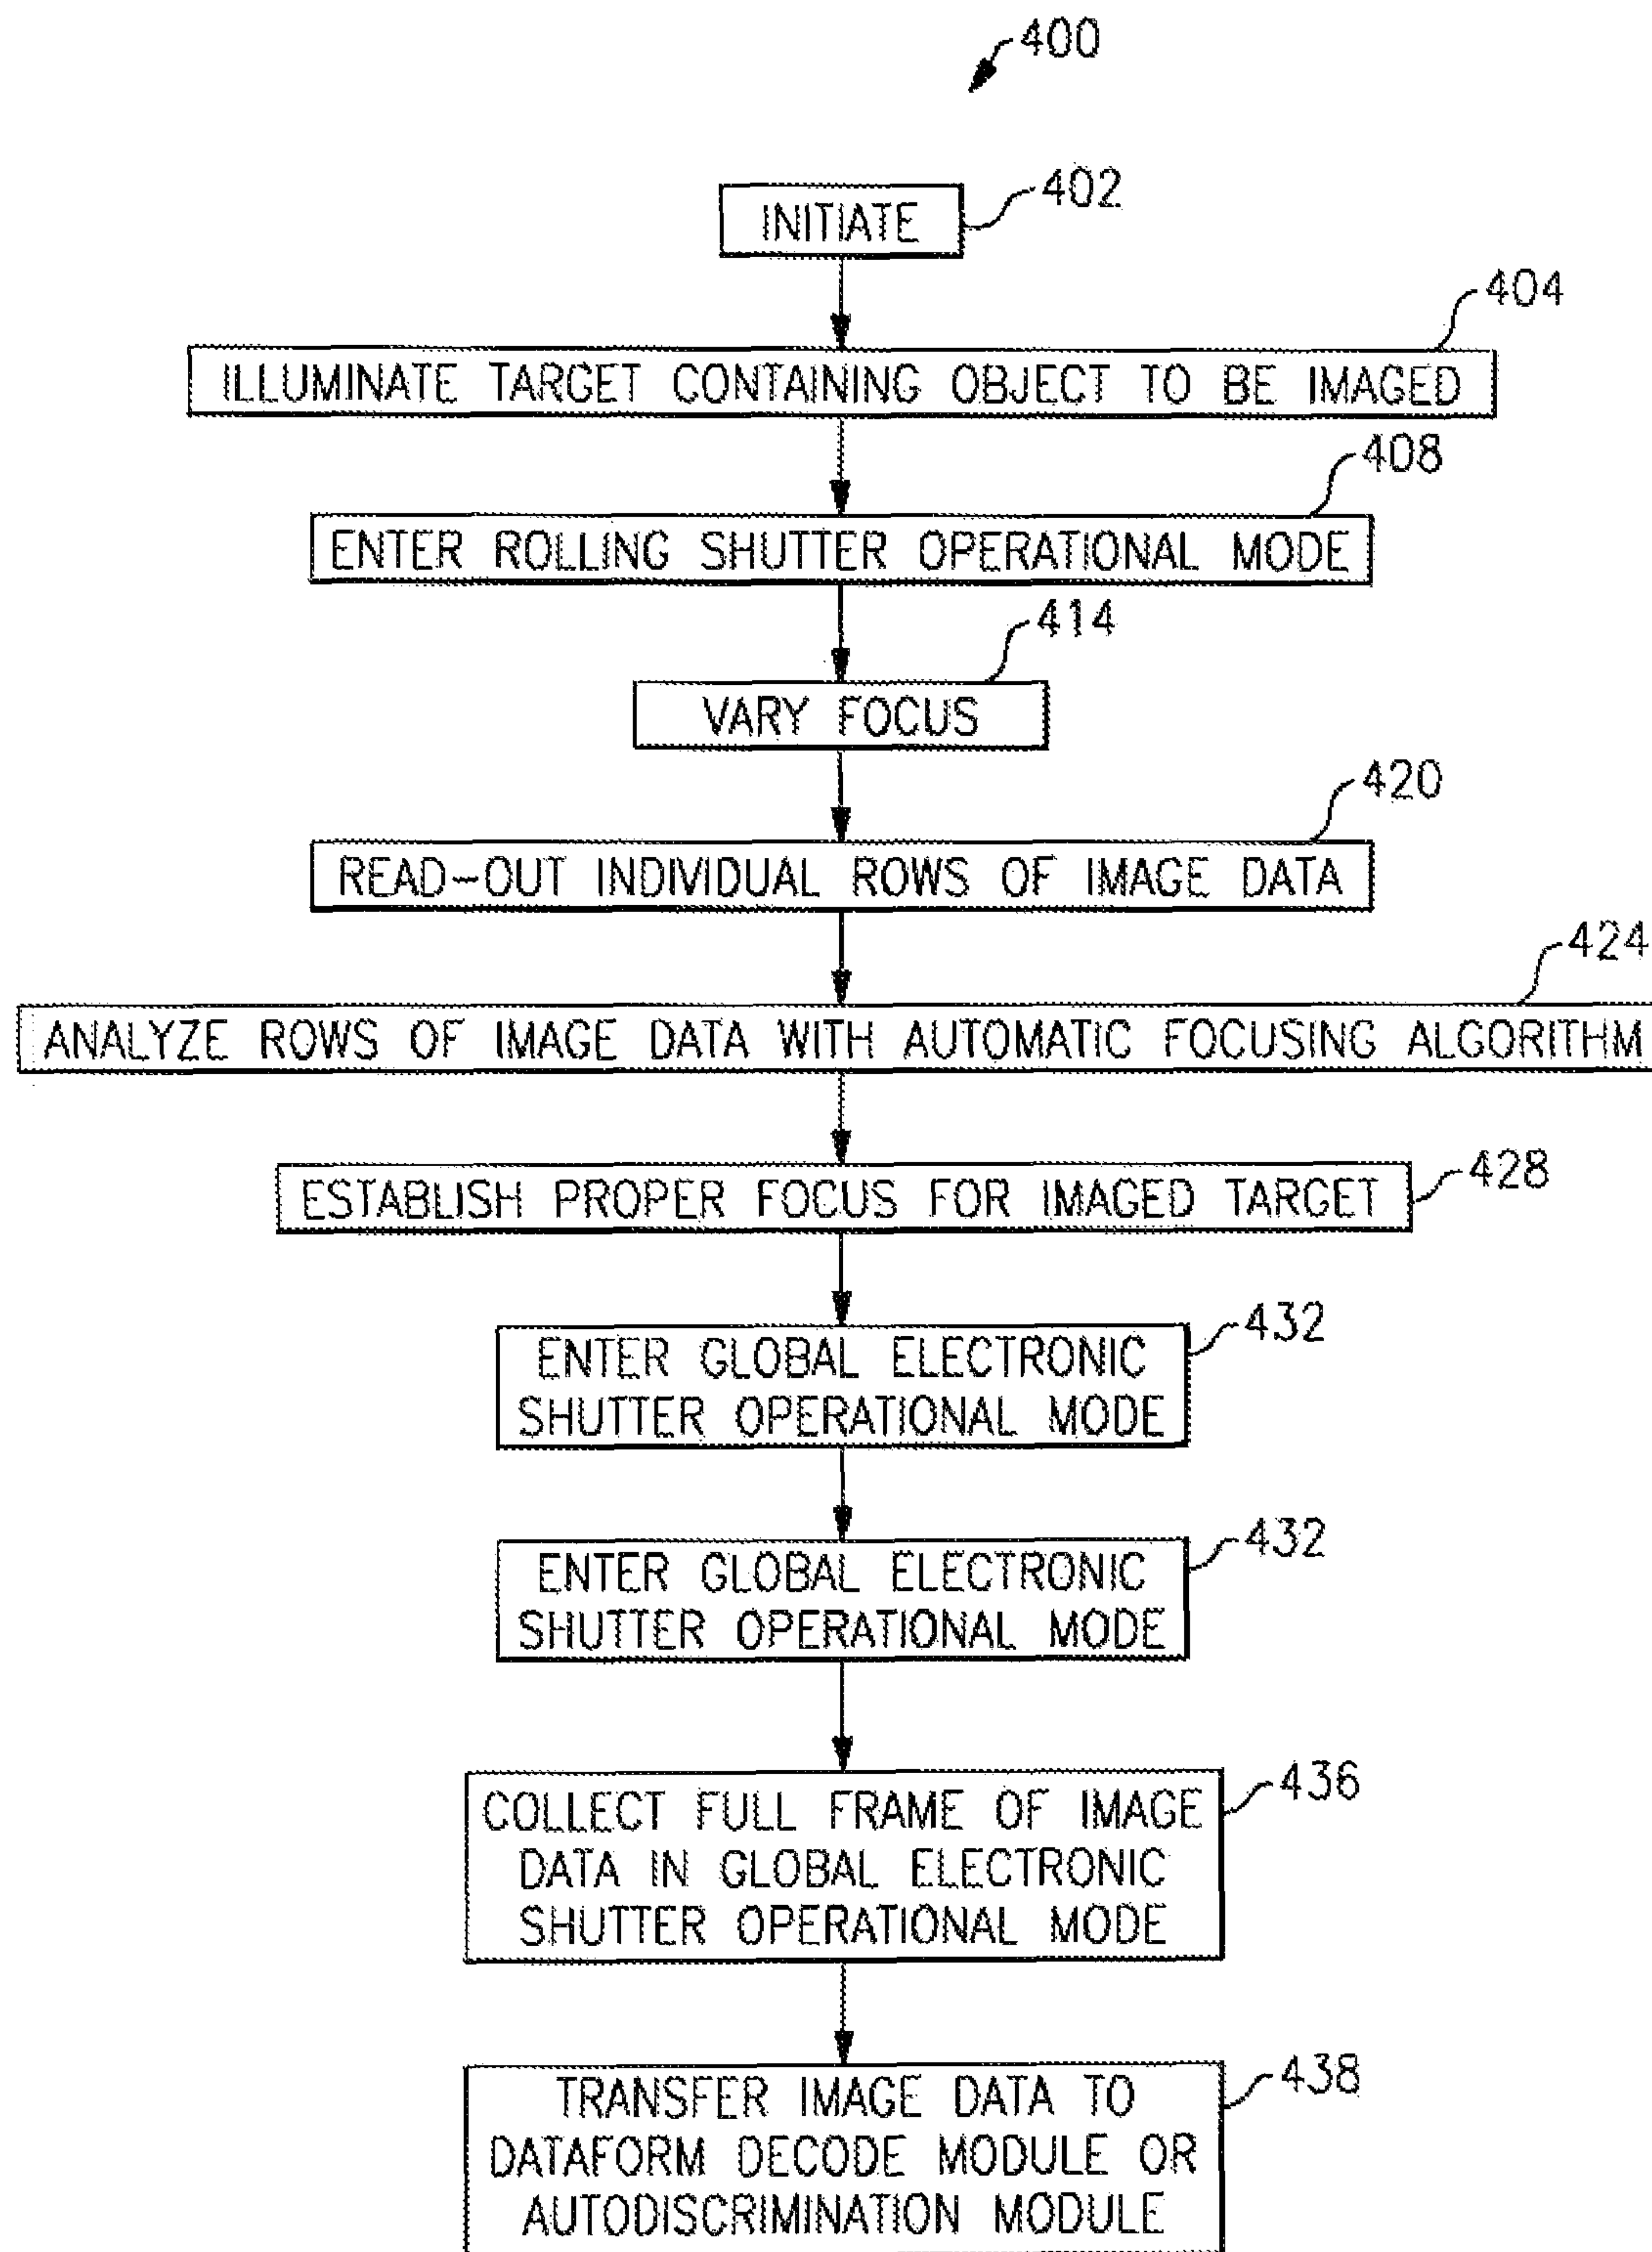 400
402
INITIATE
404
ILLUMINATE TARGET CONTAINING OBJECT TO BE IMAGED
408
ENTER ROLLING SHUTTER OPERATIONAL MODE
414
VARY FOCUS
420
READ-OUT INDIVIDUAL ROWS OF IMAGE DATA
424
ANALYZE ROWS OF IMAGE DATA WITH AUTOMATIC FOCUSING ALGORITHM
428
ESTABLISH PROPER FOCUS FOR IMAGED TARGET
432
ENTER GLOBAL ELECTRONIC
SHUTTER OPERATIONAL MODE
432
ENTER GLOBAL ELECTRONIC
SHUTTER OPERATIONAL MODE
436
COLLECT FULL FRAME OF IMAGE
DATA IN GLOBAL ELECTRONIC
SHUTTER OPERATIONAL MODE
438
TRANSFER IMAGE DATA TO
DATAFORM DECODE MODULE OR
AUTODISCRIMINATION MODULE